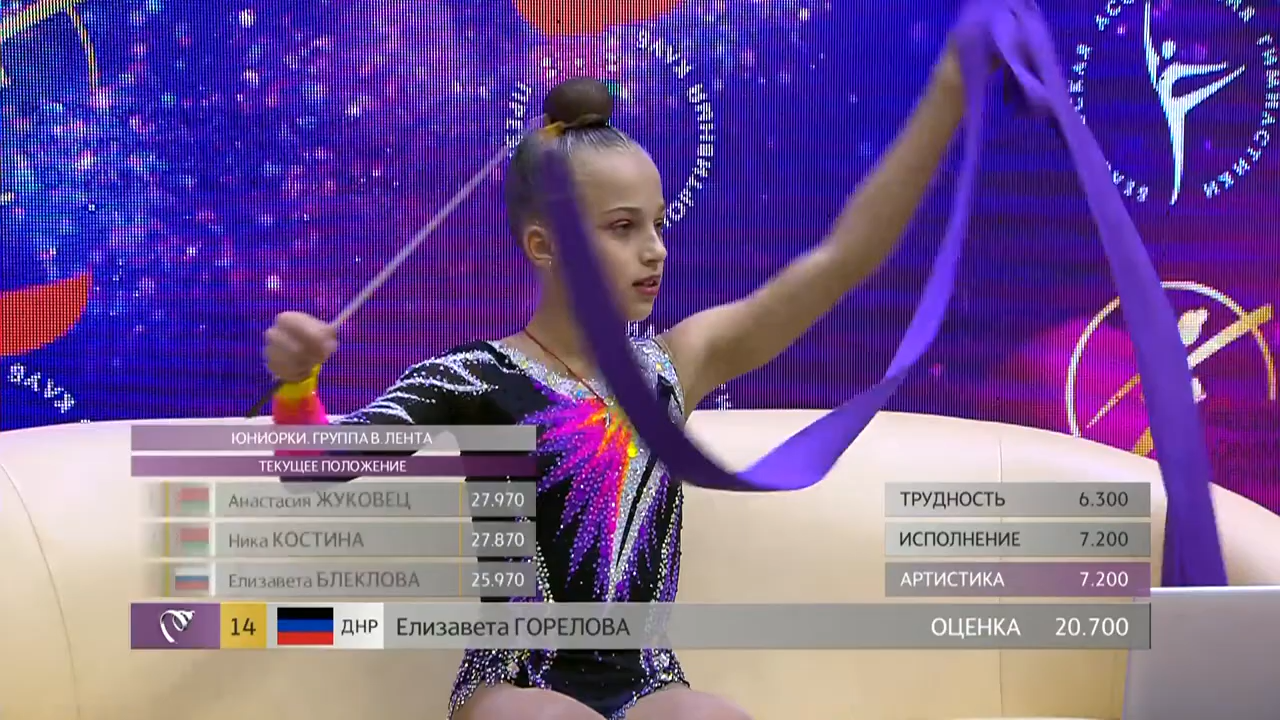 ЮНИОРКИ. ГРУППА B. ЛЕНТА
ТЕКУЩЕЕ ПОЛОЖЕНИЕ
Анастасия ЖУКОВЕЦ 27.970
Ника КОСТИНА 27.870
Елизавета БЛЕКЛОВА 25.970
ТРУДНОСТЬ 6.300
ИСПОЛНЕНИЕ 7.200
АРТИСТИКА 7.200
14 ДНР Елизавета ГОРЕЛОВА ОЦЕНКА 20.700